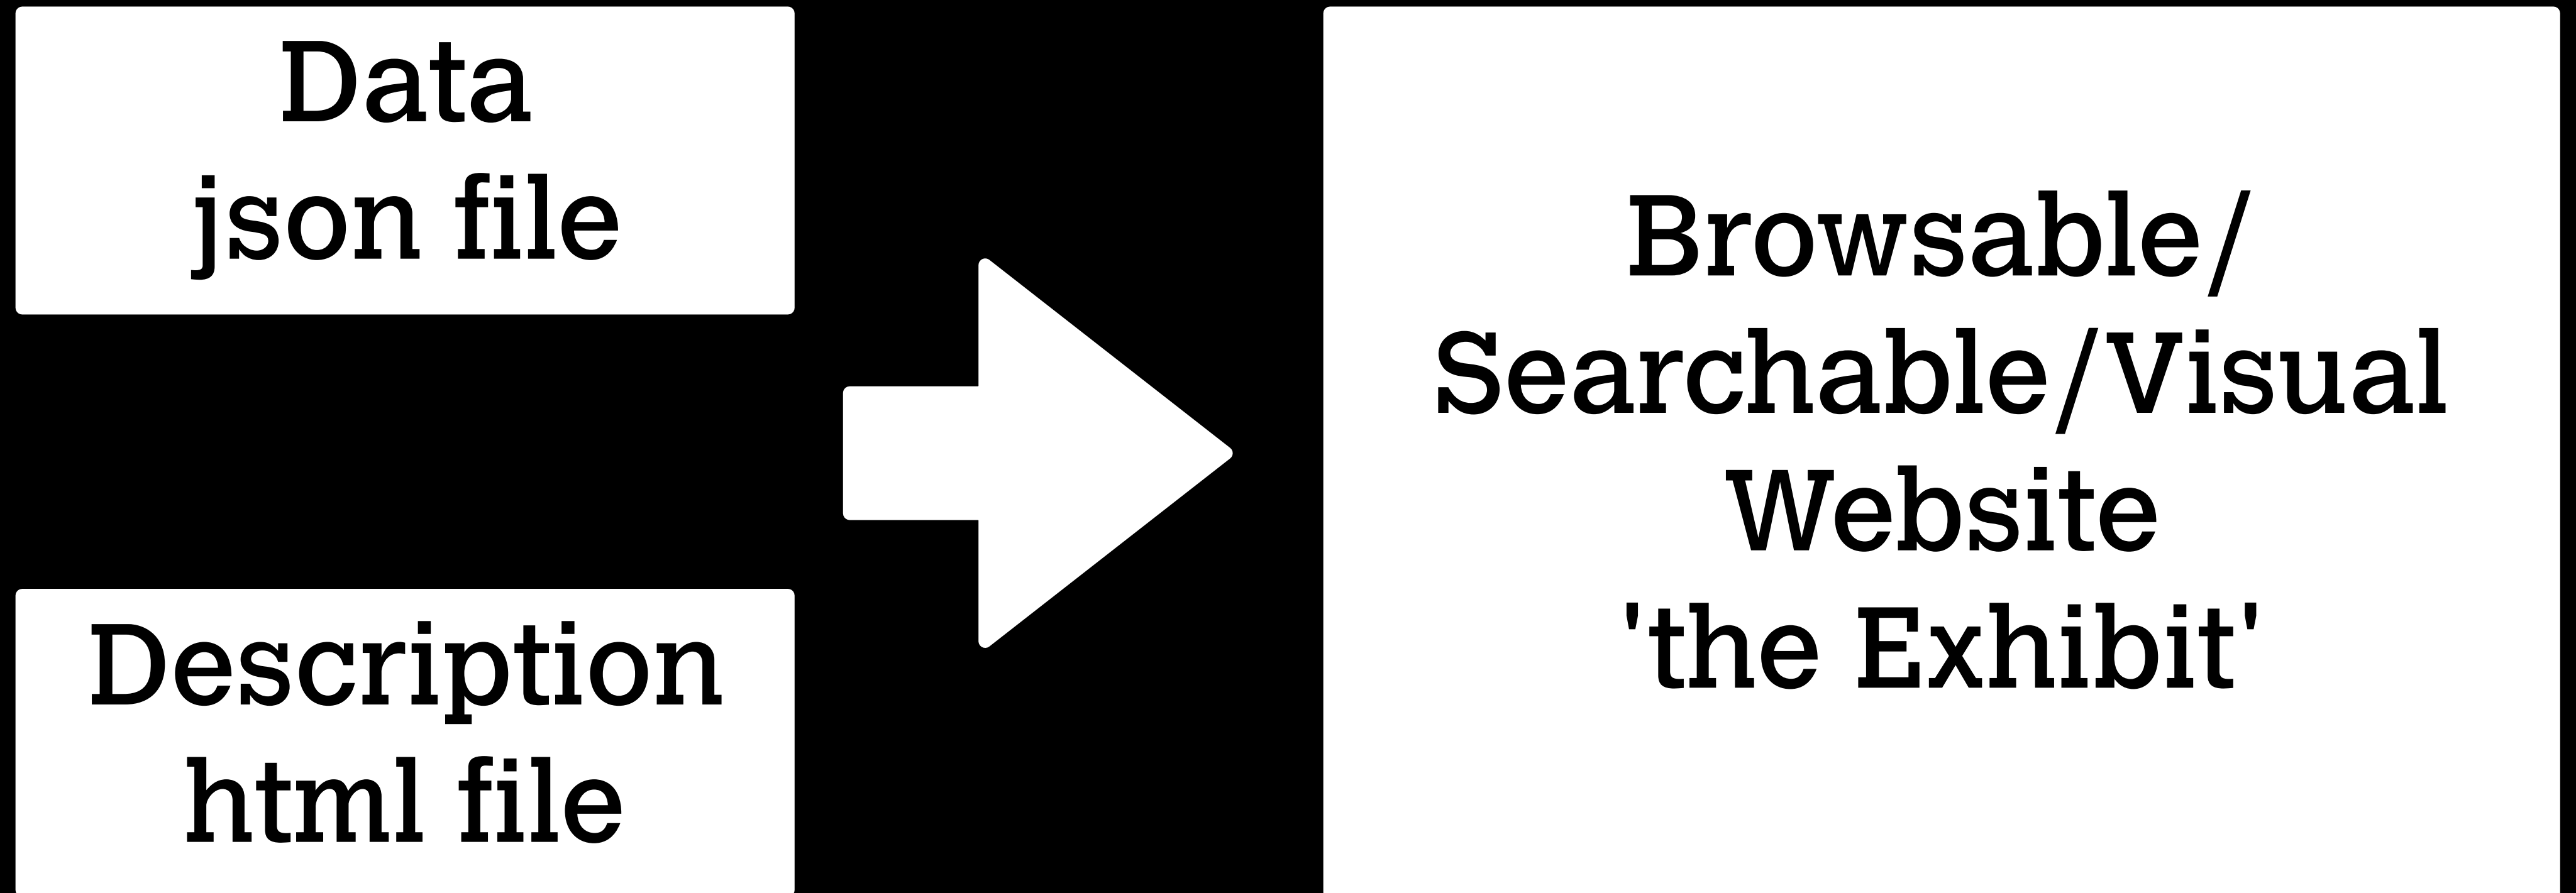 Data
json file
Description
html file
Browsable/
Searchable/Visual
Website
'the Exhibit'